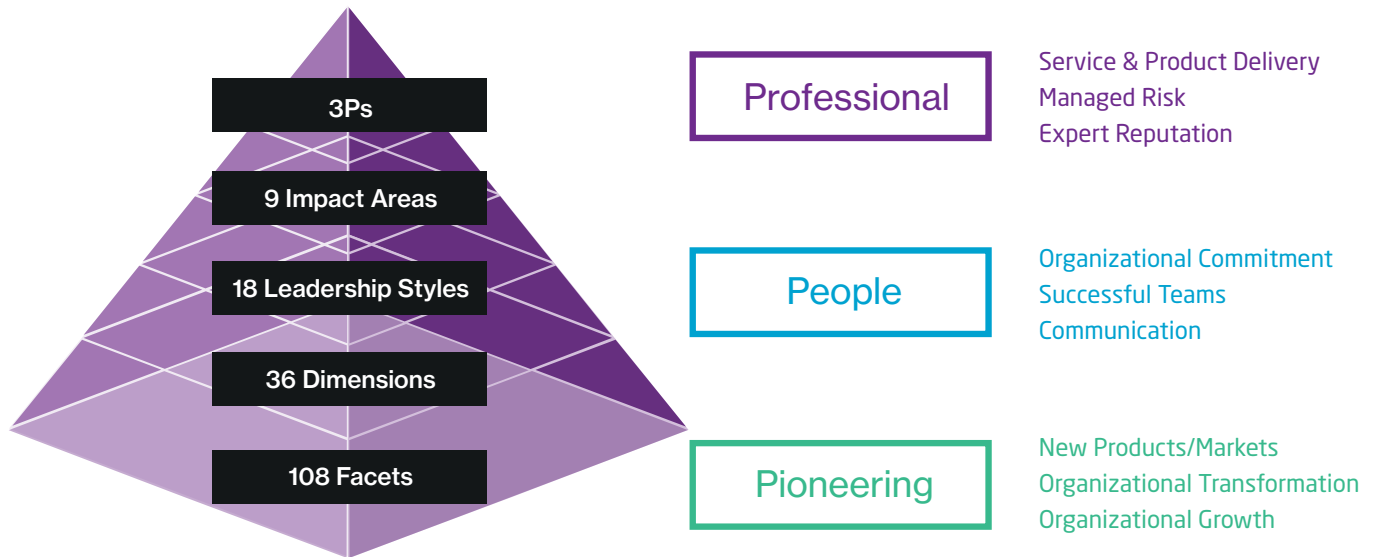 3Ps
9 Impact Areas
18 Leadership Styles
36 Dimensions
108 Facets
Professional
Service & Product Delivery
Managed Risk
Expert Reputation
People
Organizational Commitment
Successful Teams
Communication
Pioneering
New Products/Markets
Organizational Transformation
Organizational Growth